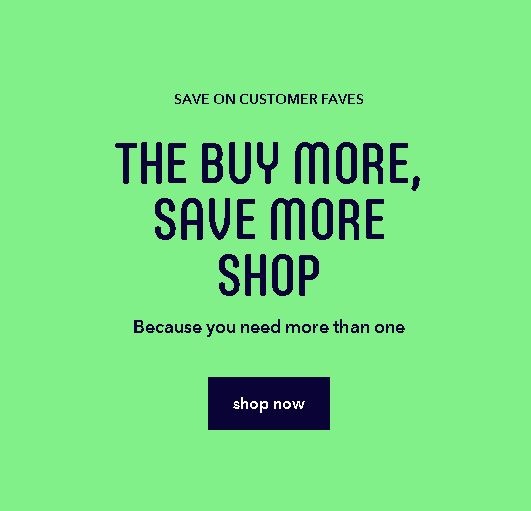 SAVE ON CUSTOMER FAVES
THE BUY MORE,
SAVE MORE
SHOP
Because you need more than one
shop now